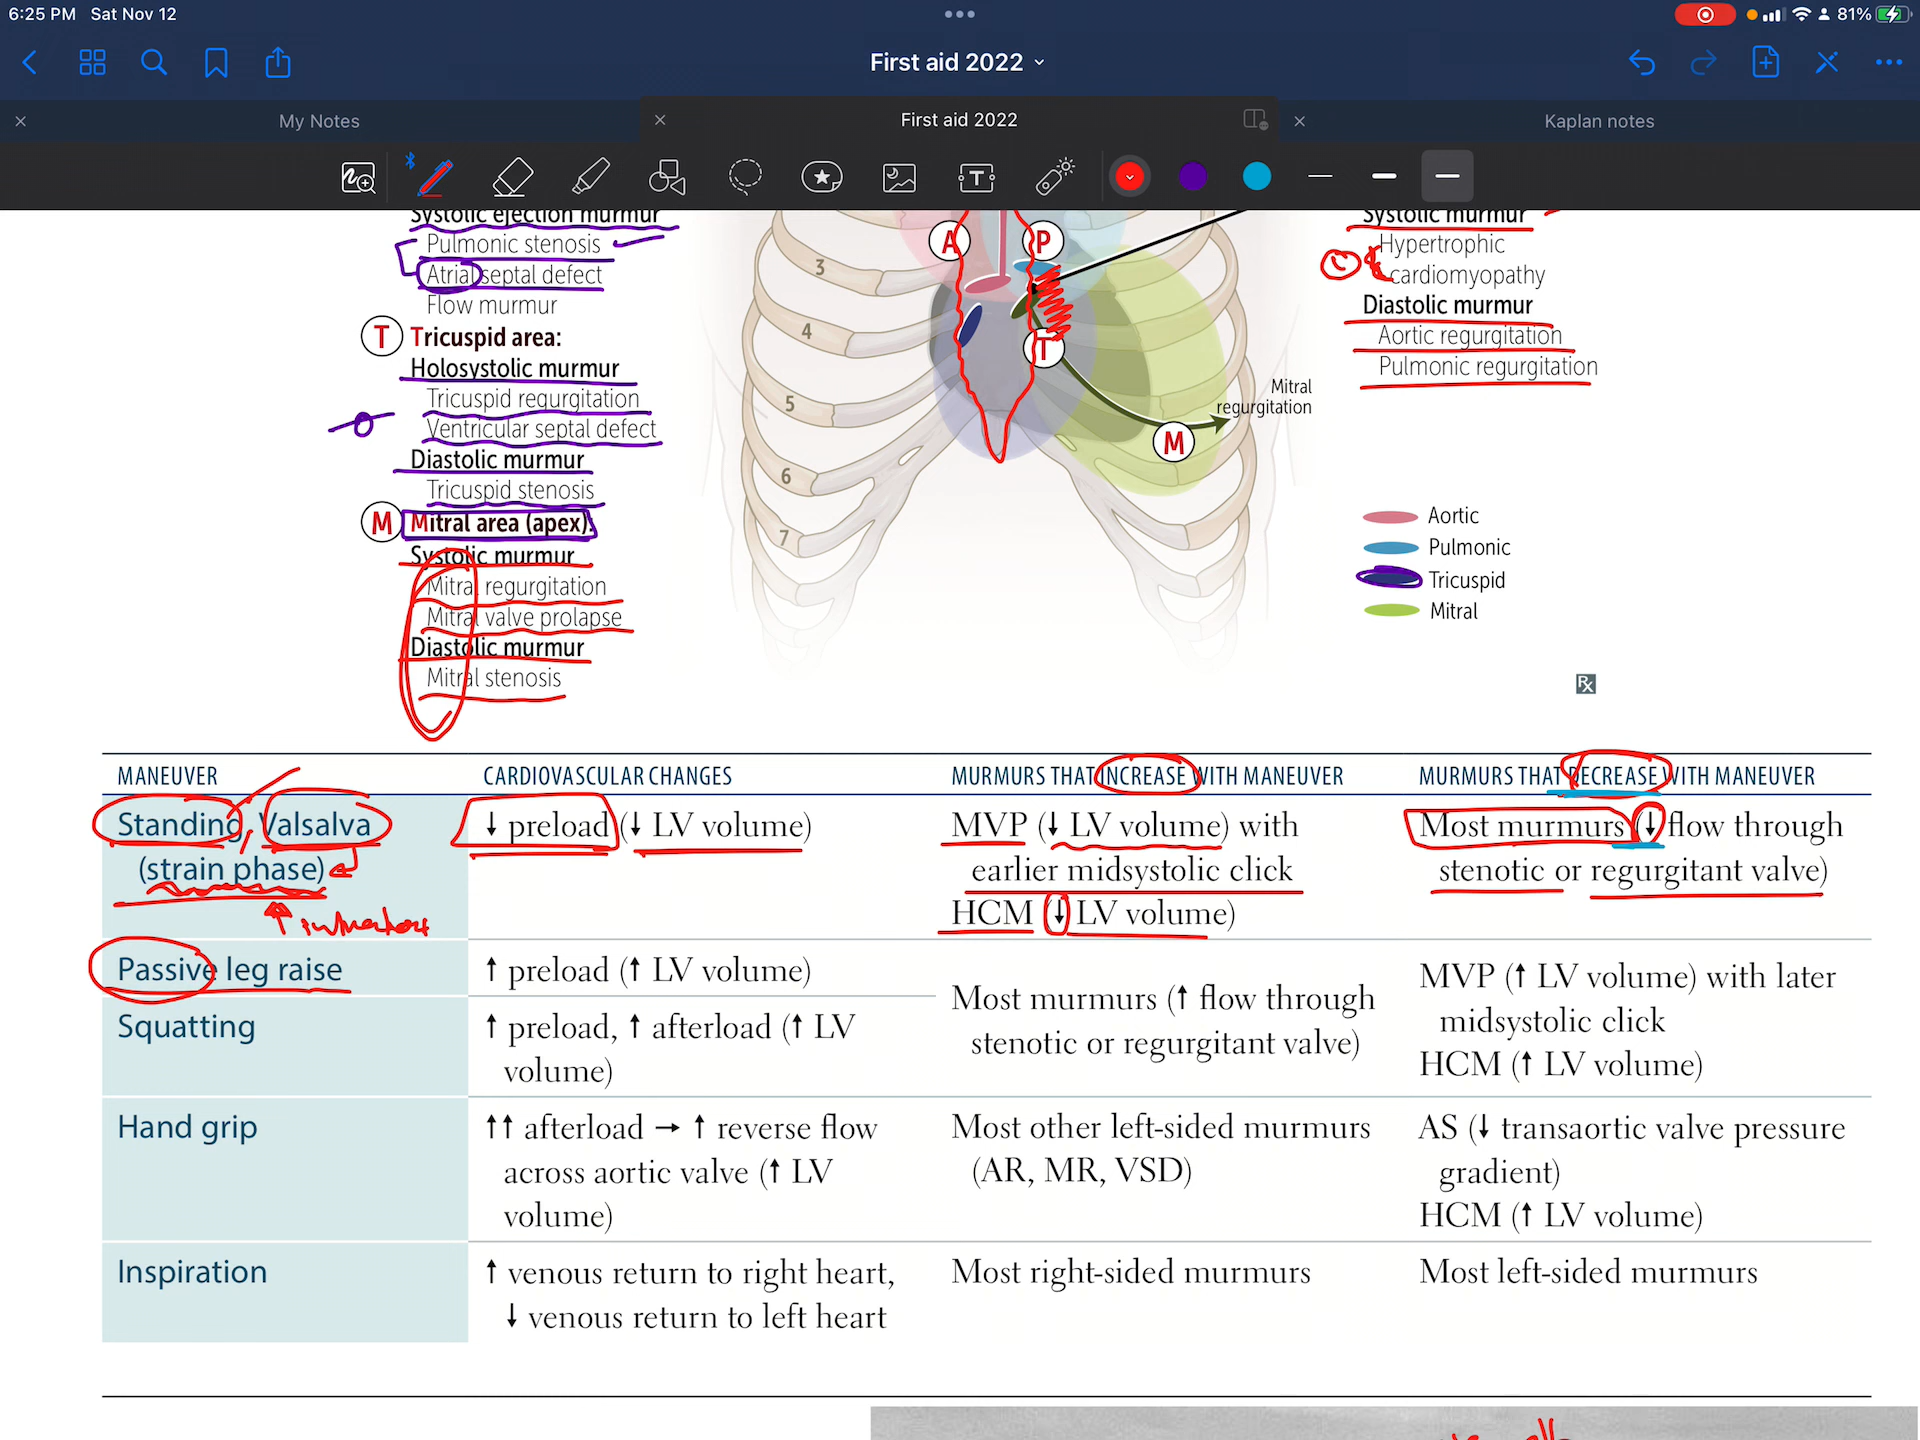 6:25 PM Sat Nov 12
81%
First aid 2022
My Notes
First aid 2022
Kaplan notes
Systolic ejection murmur
Pulmonic stenosis
Atrial septal defect
Flow murmur
T Tricuspid area:
Holosystolic murmur
Tricuspid regurgitation
Ventricular septal defect
Diastolic murmur
Tricuspid stenosis
M Mitral area (apex):
Systolic murmur
Mitral regurgitation
Mitral valve prolapse
Diastolic murmur
Mitral stenosis
A
P
T
M
3
4
5
6
7
Mitral
regurgitation
Systolic murmur
Hypertrophic
cardiomyopathy
Diastolic murmur
Aortic regurgitation
Pulmonic regurgitation
Aortic
Pulmonic
Tricuspid
Mitral
Rx
MANEUVER CARDIOVASCULAR CHANGES MURMURS THAT INCREASE WITH MANEUVER MURMURS THAT DECREASE WITH MANEUVER
Standing, Valsalva
(strain phase)
↓ preload (↓ LV volume)
MVP (↓ LV volume) with
earlier midsystolic click
HCM (↓ LV volume)
Most murmurs (↓ flow through
stenotic or regurgitant valve)
Passive leg raise
↑ preload (↑ LV volume)
Most murmurs (↑ flow through
stenotic or regurgitant valve)
MVP (↑ LV volume) with later
midsystolic click
HCM (↑ LV volume)
Squatting
↑ preload, ↑ afterload (↑ LV
volume)
Hand grip
↑↑ afterload → ↑ reverse flow
across aortic valve (↑ LV
volume)
Most other left-sided murmurs
(AR, MR, VSD)
AS (↓ transaortic valve pressure
gradient)
HCM (↑ LV volume)
Inspiration
↑ venous return to right heart,
↓ venous return to left heart
Most right-sided murmurs
Most left-sided murmurs